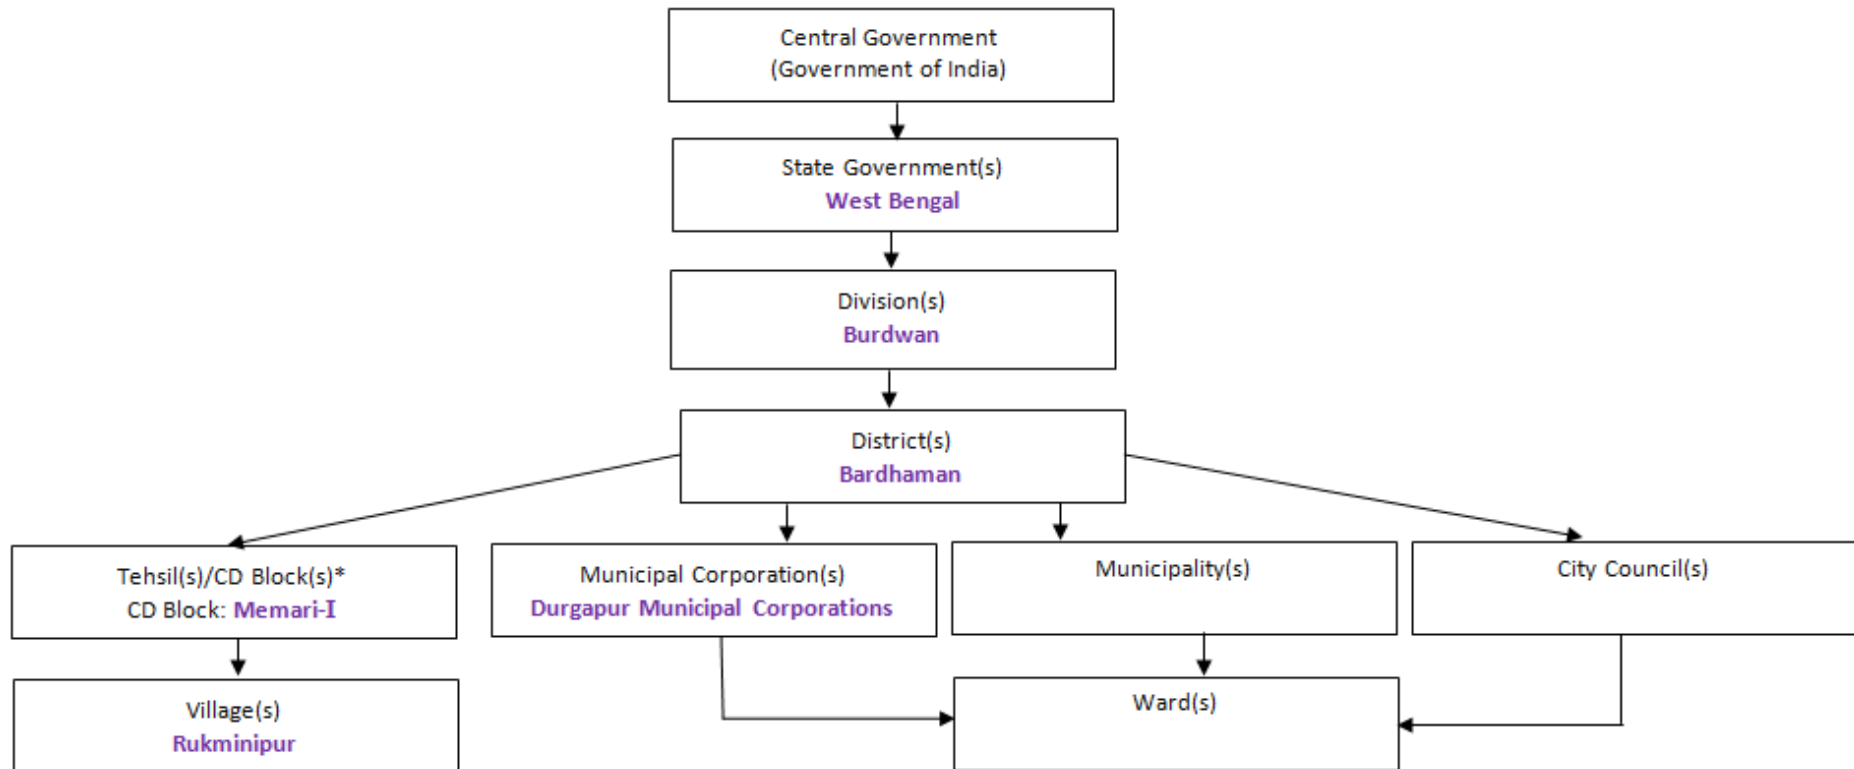 Central Government
(Government of India)
State Government(s)
West Bengal
Division(s)
Burdwan
District(s)
Bardhaman
Tehsil(s)/CD Block(s)*
CD Block: Memari-I
Municipal Corporation(s)
Durgapur Municipal Corporations
Municipality(s)
City Council(s)
Village(s)
Rukminipur
Ward(s)